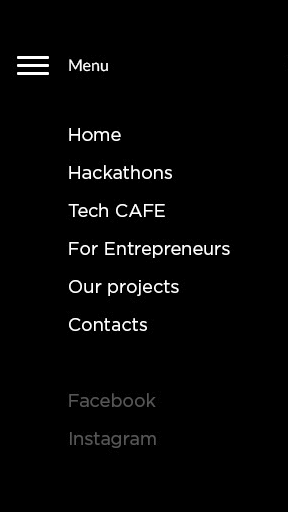 Menu
Home
Hackathons
Tech CAFE
For Entrepreneurs
Our projects
Contacts
Facebook
Instagram